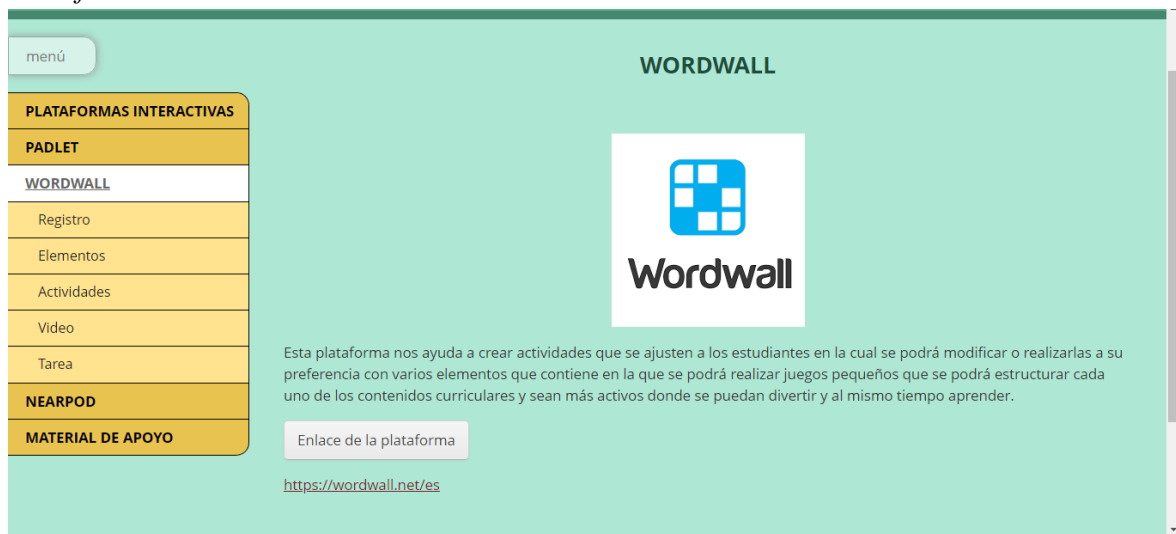 menú
PLATAFORMAS INTERACTIVAS
PADLET
WORDWALL
Registro
Elementos
Actividades
Video
Tarea
NEARPOD
MATERIAL DE APOYO
WORDWALL
Wordwall
Esta plataforma nos ayuda a crear actividades que se ajusten a los estudiantes en la cual se podrá modificar o realizarlas a su
preferencia con varios elementos que contiene en la que se podrá realizar juegos pequeños que se podrá estructurar cada
uno de los contenidos curriculares y sean más activos donde se puedan divertir y al mismo tiempo aprender.
Enlace de la plataforma
https://wordwall.net/es